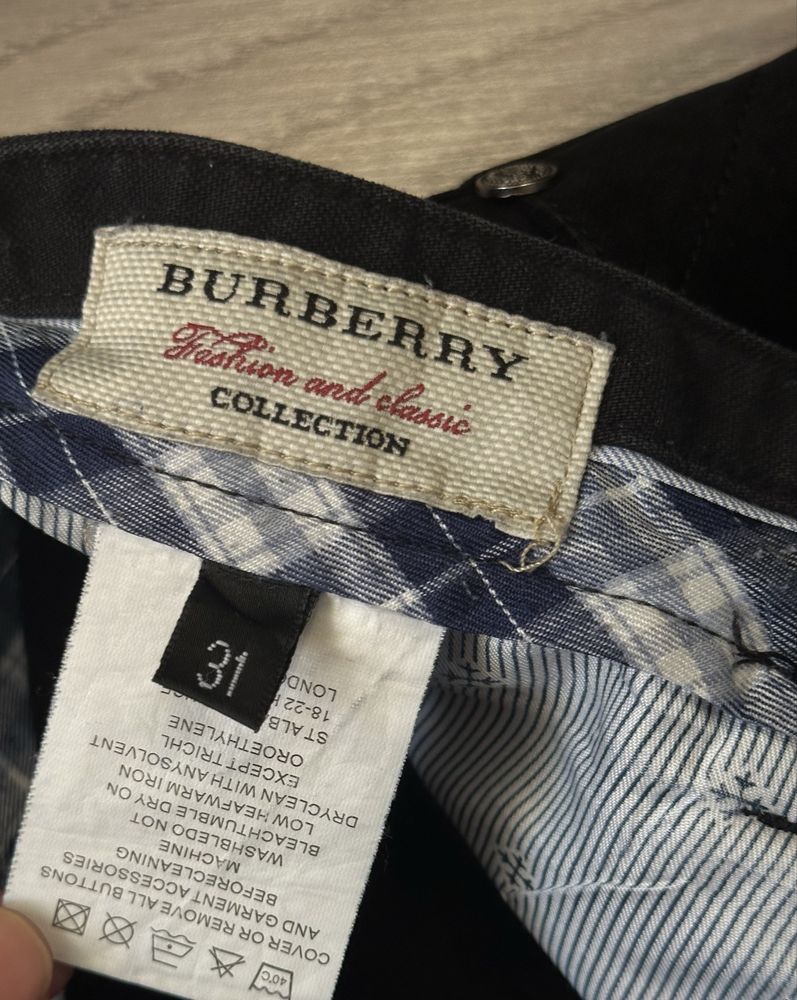 BURBERRY
Fashion and classic
COLLECTION
31
40°C
COVER OR REMOVE ALL BUTTONS
AND GARMENT ACCESSORIES
BEFORECLEANING
MACHINE
WASHBLEDO NOT
BLEACHTUMBLE DRY ON
LOW HEAFWARM IRON
DRYCLEAN WITH ANYSOLVENT
EXCEPT TRICHL
OROETHYLENE
ST ALB
18-22
LOND